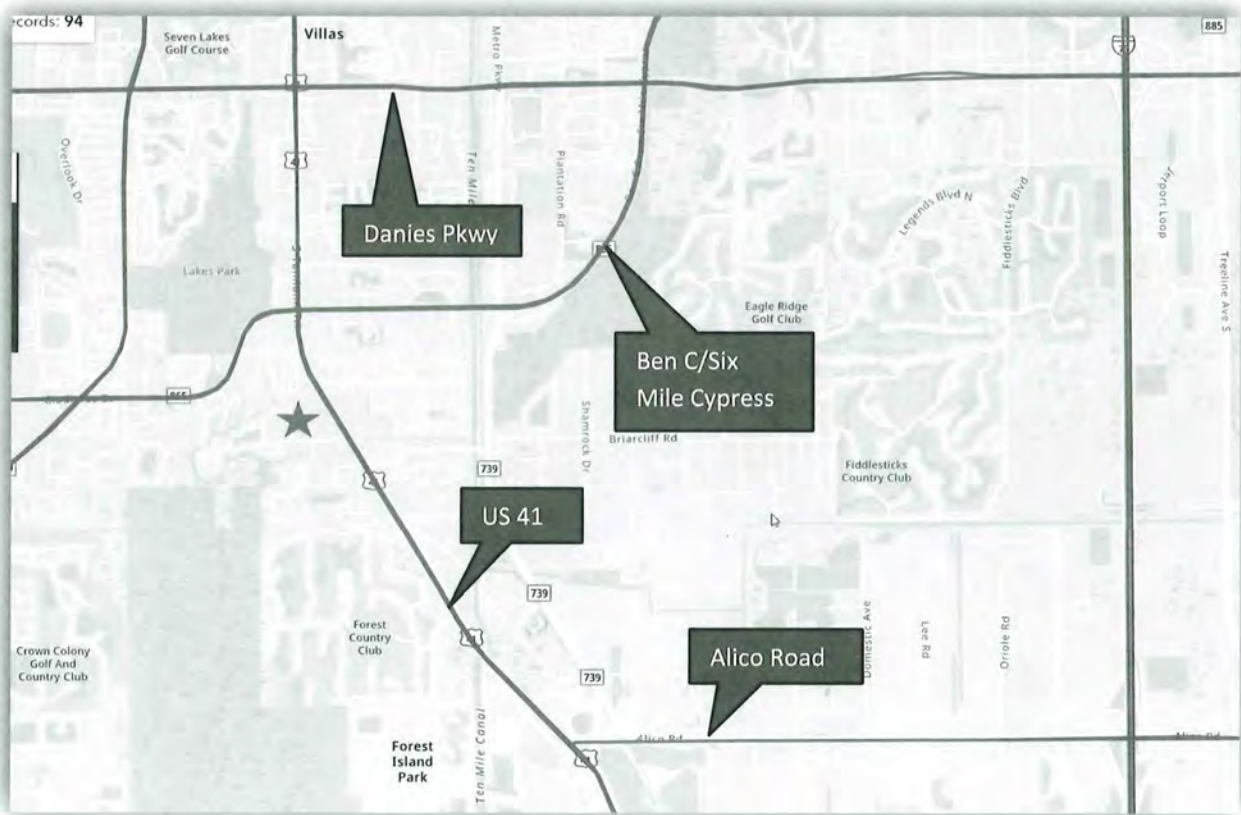 ecords: 94
Seven Lakes
Golf Course
Villas
Metro Pkwy
885
Overlook Dr
41
Ten Mile
Plantation Rd
Legends Blvd N
Fiddlesticks Blvd
Treeline Ave S
Danies Pkwy
Lakes Park
Eagle Ridge
Golf Club
Ben C/Six
Mile Cypress
Shamrock Dr
Briarcliff Rd
739
Fiddlesticks
Country Club
US 41
739
Forest
Country
Club
Domestic Ave
Lee Rd
Oriole Rd
Crown Colony
Golf And
Country Club
Alico Road
739
Ten Mile Canal
Forest
Island
Park
Alico Rd